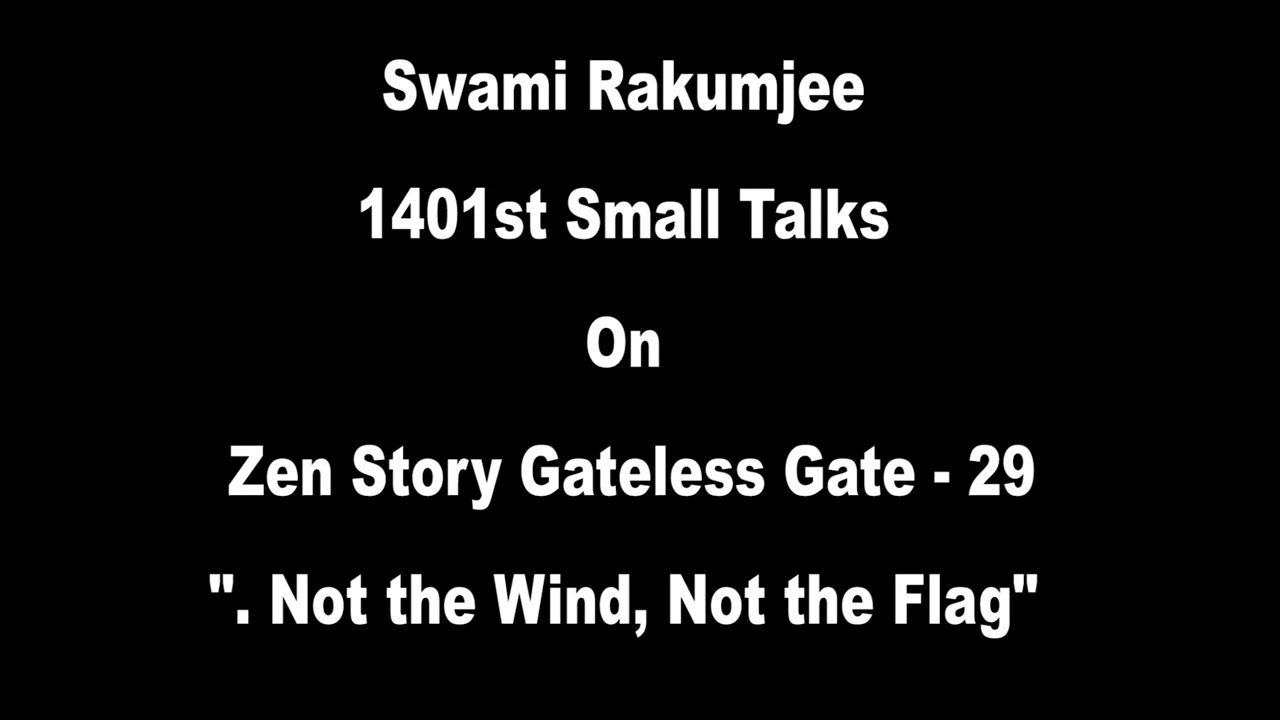 Swami Rakumjee
1401st Small Talks
On
Zen Story Gateless Gate - 29
". Not the Wind, Not the Flag"